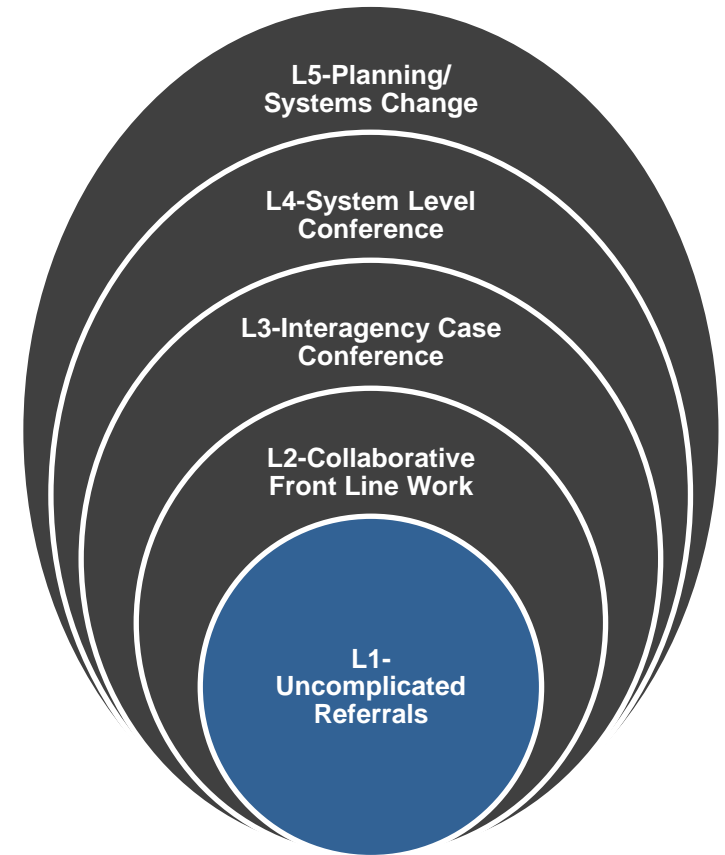 L5-Planning/
Systems Change
L4-System Level
Conference
L3-Interagency Case
Conference
L2-Collaborative
Front Line Work
L1-
Uncomplicated
Referrals